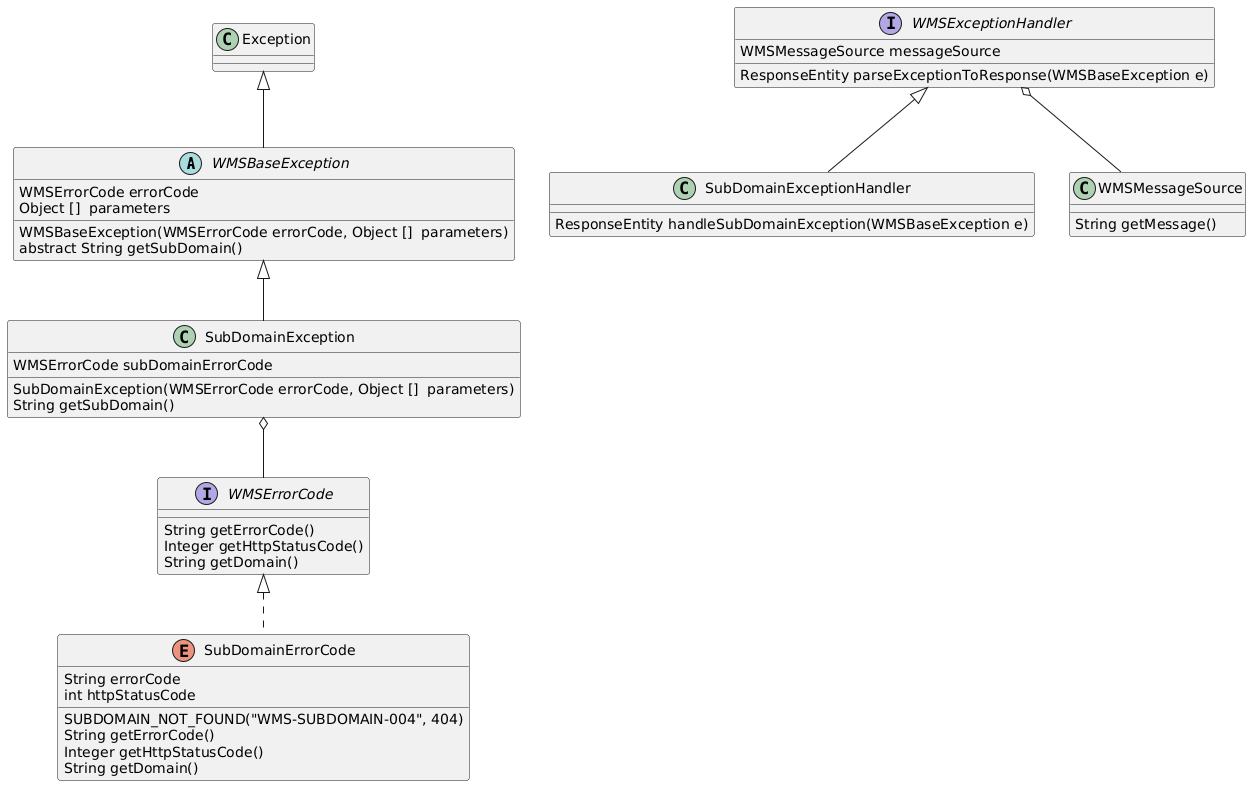 C Exception
A WMSBaseException
WMSErrorCode errorCode
Object []  parameters
WMSBaseException(WMSErrorCode errorCode, Object []  parameters)
abstract String getSubDomain()
C SubDomainException
WMSErrorCode subDomainErrorCode
SubDomainException(WMSErrorCode errorCode, Object []  parameters)
String getSubDomain()
I WMSErrorCode
String getErrorCode()
Integer getHttpStatusCode()
String getDomain()
E SubDomainErrorCode
String errorCode
int httpStatusCode
SUBDOMAIN_NOT_FOUND("WMS-SUBDOMAIN-004", 404)
String getErrorCode()
Integer getHttpStatusCode()
String getDomain()
I WMSExceptionHandler
WMSMessageSource messageSource
ResponseEntity parseExceptionToResponse(WMSBaseException e)
C SubDomainExceptionHandler
ResponseEntity handleSubDomainException(WMSBaseException e)
C WMSMessageSource
String getMessage()